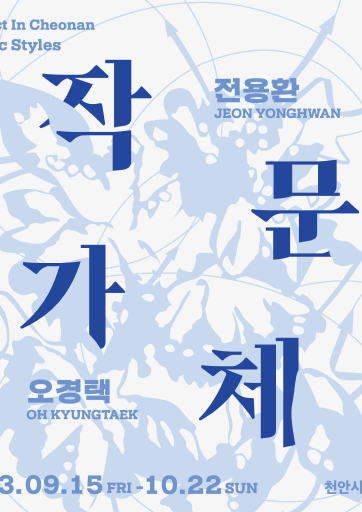 ct In Cheonan
c Styles
작
전용환
JEON YONGHWAN
문
가
체
오경택
OH KYUNGTAEK
3.09.15 FRI - 10.22 SUN
천안시